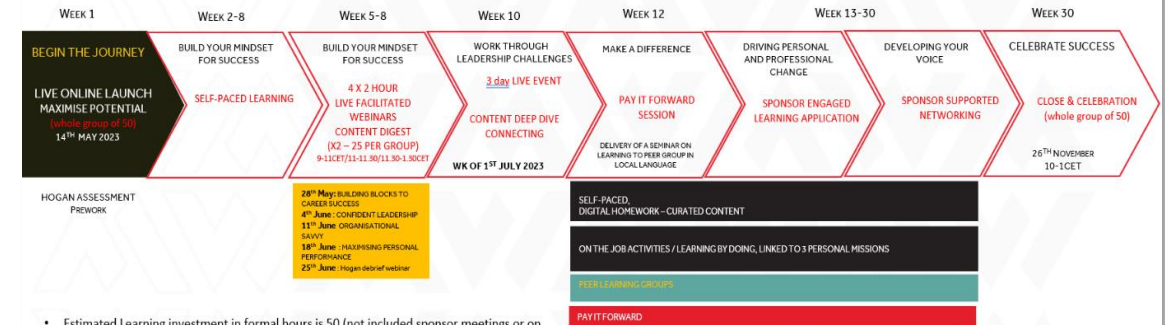 WEEK 1
WEEK 2-8
WEEK 5-8
WEEK 10
WEEK 12
WEEK 13-30
WEEK 30
BEGIN THE JOURNEY
LIVE ONLINE LAUNCH
MAXIMISE POTENTIAL
(whole group of 50)
14TH MAY 2023
BUILD YOUR MINDSET
FOR SUCCESS
SELF-PACED LEARNING
BUILD YOUR MINDSET
FOR SUCCESS
4 X 2 HOUR
LIVE FACILITATED
WEBINARS
CONTENT DIGEST
(X2 – 25 PER GROUP)
9-11CET/11-11.30/11.30-1.30CET
WORK THROUGH
LEADERSHIP CHALLENGES
3 day LIVE EVENT
CONTENT DEEP DIVE
CONNECTING
WK OF 1ST JULY 2023
MAKE A DIFFERENCE
PAY IT FORWARD
SESSION
DELIVERY OF A SEMINAR ON
LEARNING TO PEER GROUP IN
LOCAL LANGUAGE
DRIVING PERSONAL
AND PROFESSIONAL
CHANGE
SPONSOR ENGAGED
LEARNING APPLICATION
DEVELOPING YOUR
VOICE
SPONSOR SUPPORTED
NETWORKING
CELEBRATE SUCCESS
CLOSE & CELEBRATION
(whole group of 50)
26TH NOVEMBER
10-1CET
HOGAN ASSESSMENT
PREWORK
28th May: BUILDING BLOCKS TO
CAREER SUCCESS
4th June : CONFIDENT LEADERSHIP
11th June ORGANISATIONAL
SAVVY
18th June : MAXIMISING PERSONAL
PERFORMANCE
25th June : Hogan debrief webinar
SELF-PACED,
DIGITAL HOMEWORK – CURATED CONTENT
ON THE JOB ACTIVITIES / LEARNING BY DOING, LINKED TO 3 PERSONAL MISSIONS
PEER LEARNING GROUPS
PAY IT FORWARD
• Estimated Learning investment in formal hours is 50 (not included sponsor meetings or on